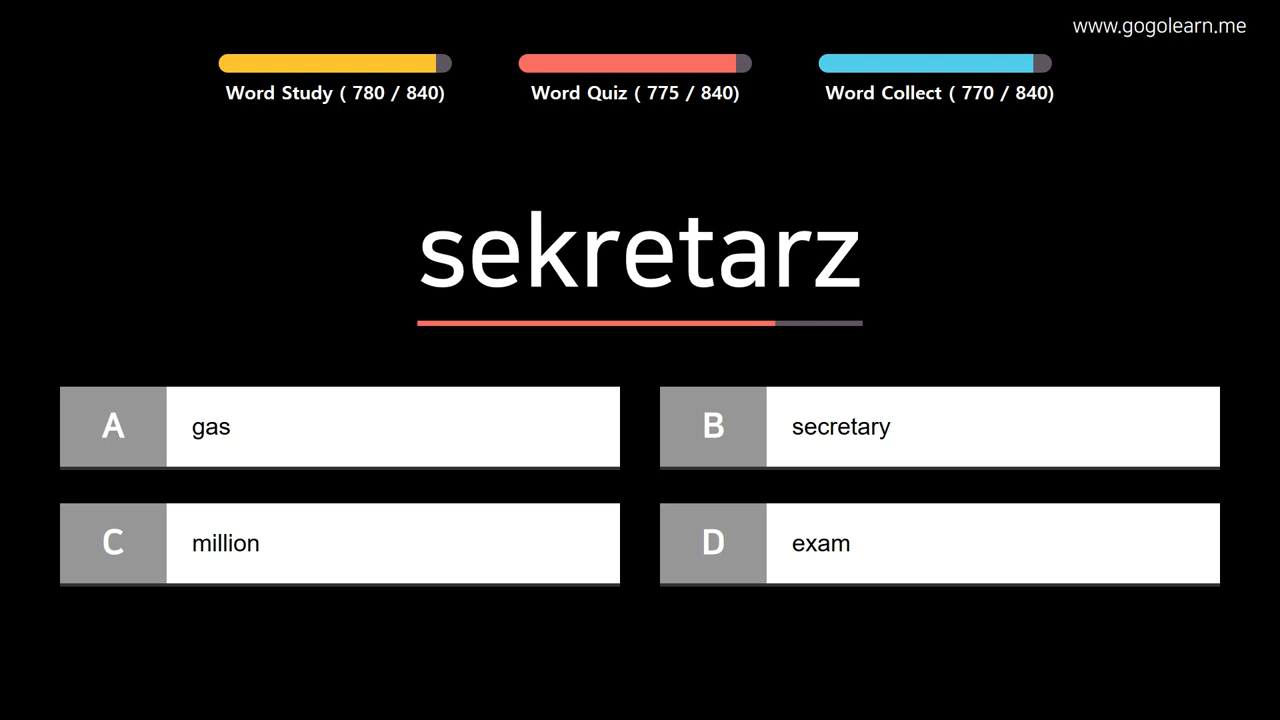 www.gogolearn.me
Word Study ( 780 / 840)
Word Quiz ( 775 / 840)
Word Collect ( 770 / 840)
sekretarz
A gas
B secretary
C million
D exam